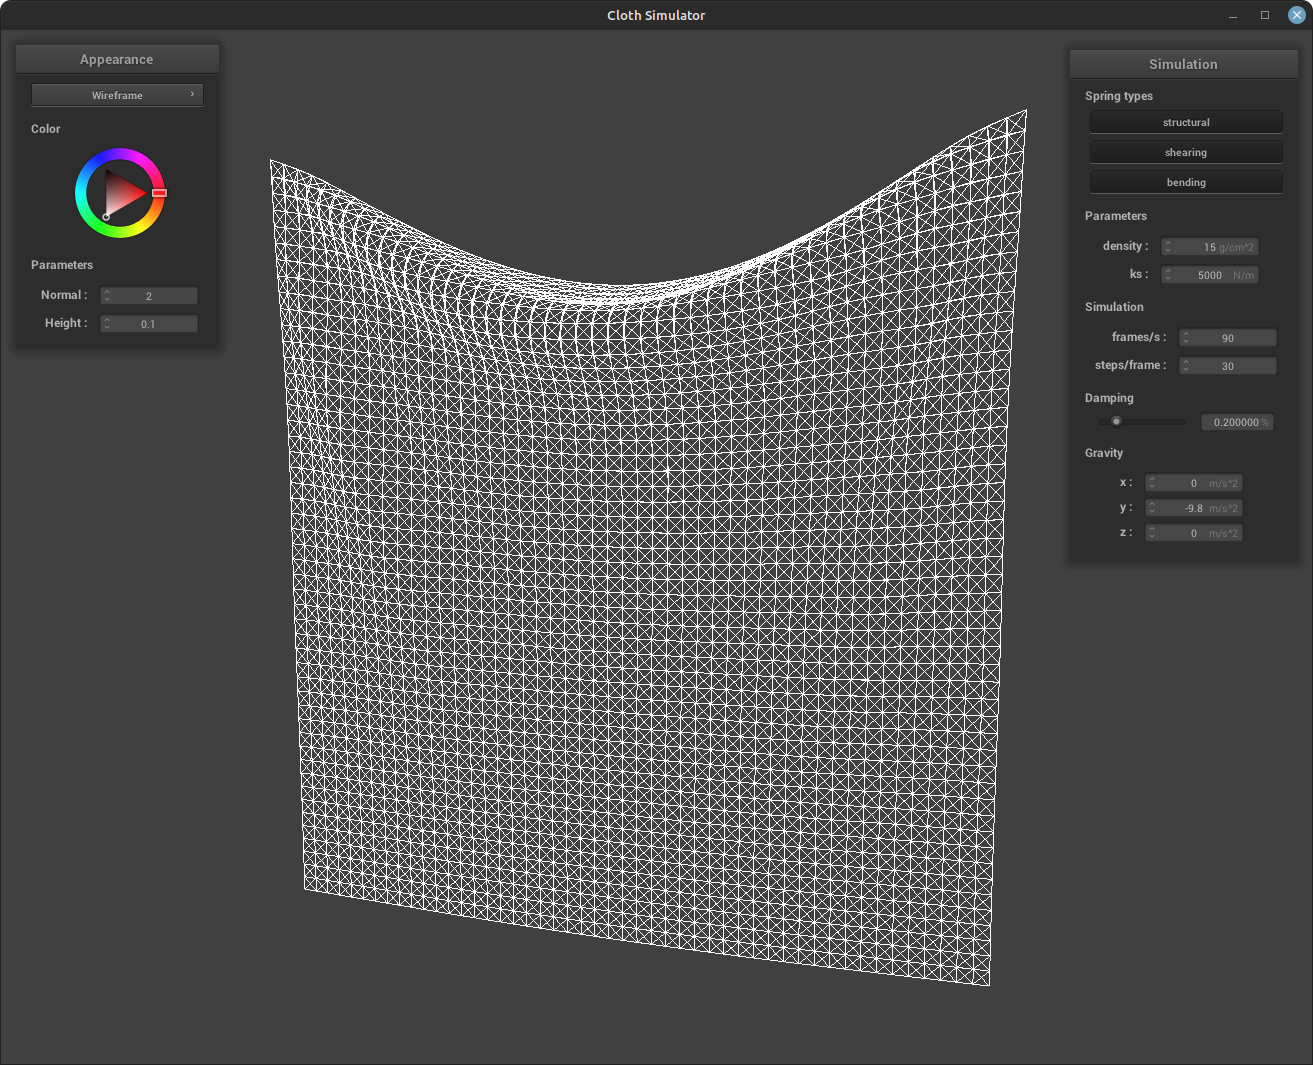 Cloth Simulator
Appearance
Wireframe
Color
Parameters
Normal : 2
Height : 0.1
Simulation
Spring types
structural
shearing
bending
Parameters
density : 15 g/cm^2
ks : 5000 N/m
Simulation
frames/s : 90
steps/frame : 30
Damping
0.200000 %
Gravity
x : 0 m/s^2
y : -9.8 m/s^2
z : 0 m/s^2